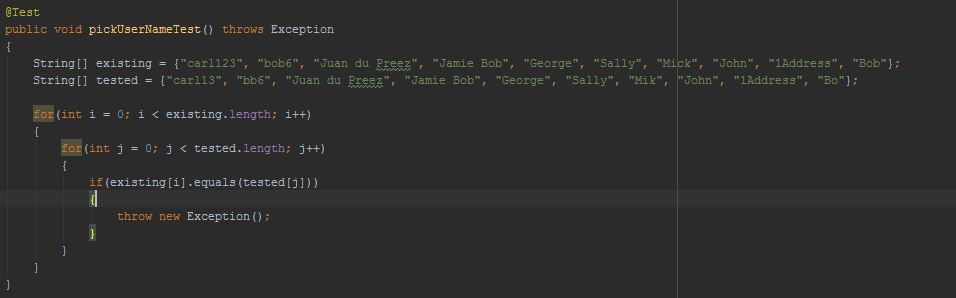 @Test
public void pickUserNameTest() throws Exception
{
String[] existing = {"carl123", "bob6", "Juan du Preez", "Jamie Bob", "George", "Sally", "Mick", "John", "1Address", "Bob"};
String[] tested = {"carl13", "bb6", "Juan du Preez", "Jamie Bob", "George", "Sally", "Mik", "John", "1Address", "Bo"};
for(int i = 0; i < existing.length; i++)
{
for(int j = 0; j < tested.length; j++)
{
if(existing[i].equals(tested[j]))
{
throw new Exception();
}
}
}
}